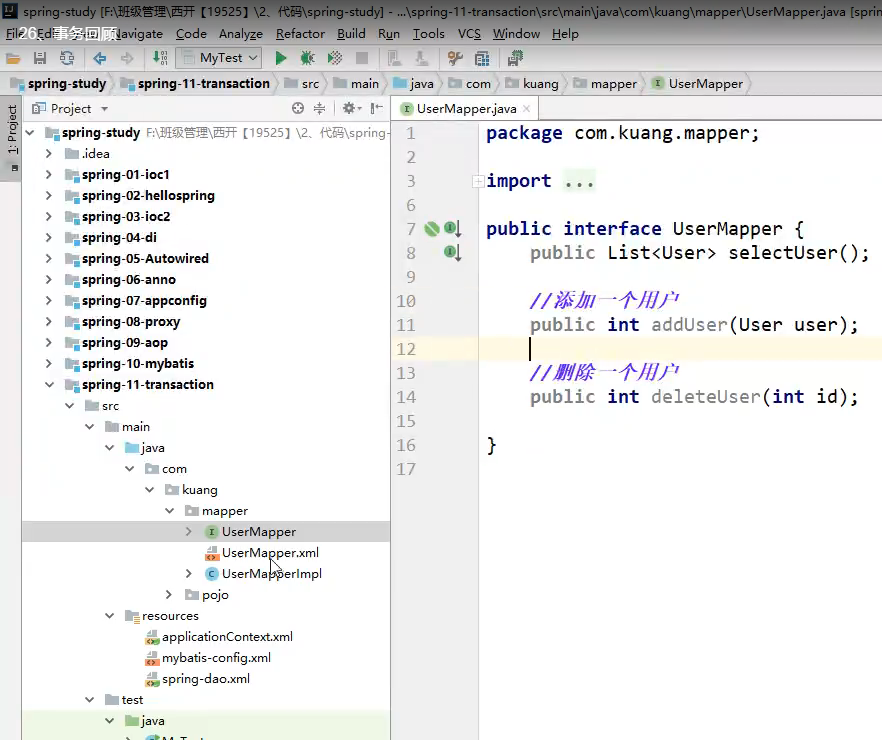 spring-study [F:\班级管理\西开【19525】\2、代码\spring-study] - ...\spring-11-transaction\src\main\java\com\kuang\mapper\UserMapper.java [sprin
26、事务回顾
Navigate Code Analyze Refactor Build Run Tools VCS Window Help
MyTest
spring-study spring-11-transaction src main java com kuang mapper UserMapper
1: Project
Project
spring-study F:\班级管理\西开【19525】\2、代码\spring-
.idea
spring-01-ioc1
spring-02-hellospring
spring-03-ioc2
spring-04-di
spring-05-Autowired
spring-06-anno
spring-07-appconfig
spring-08-proxy
spring-09-aop
spring-10-mybatis
spring-11-transaction
src
main
java
com
kuang
mapper
UserMapper
UserMapper.xml
UserMapperImpl
pojo
resources
applicationContext.xml
mybatis-config.xml
spring-dao.xml
test
java
UserMapper.java
1 package com.kuang.mapper;
2
3 import ...
6
7 public interface UserMapper {
8 public List<User> selectUser();
9
10 //添加一个用户
11 public int addUser(User user);
12
13 //删除一个用户
14 public int deleteUser(int id);
15
16 }
17